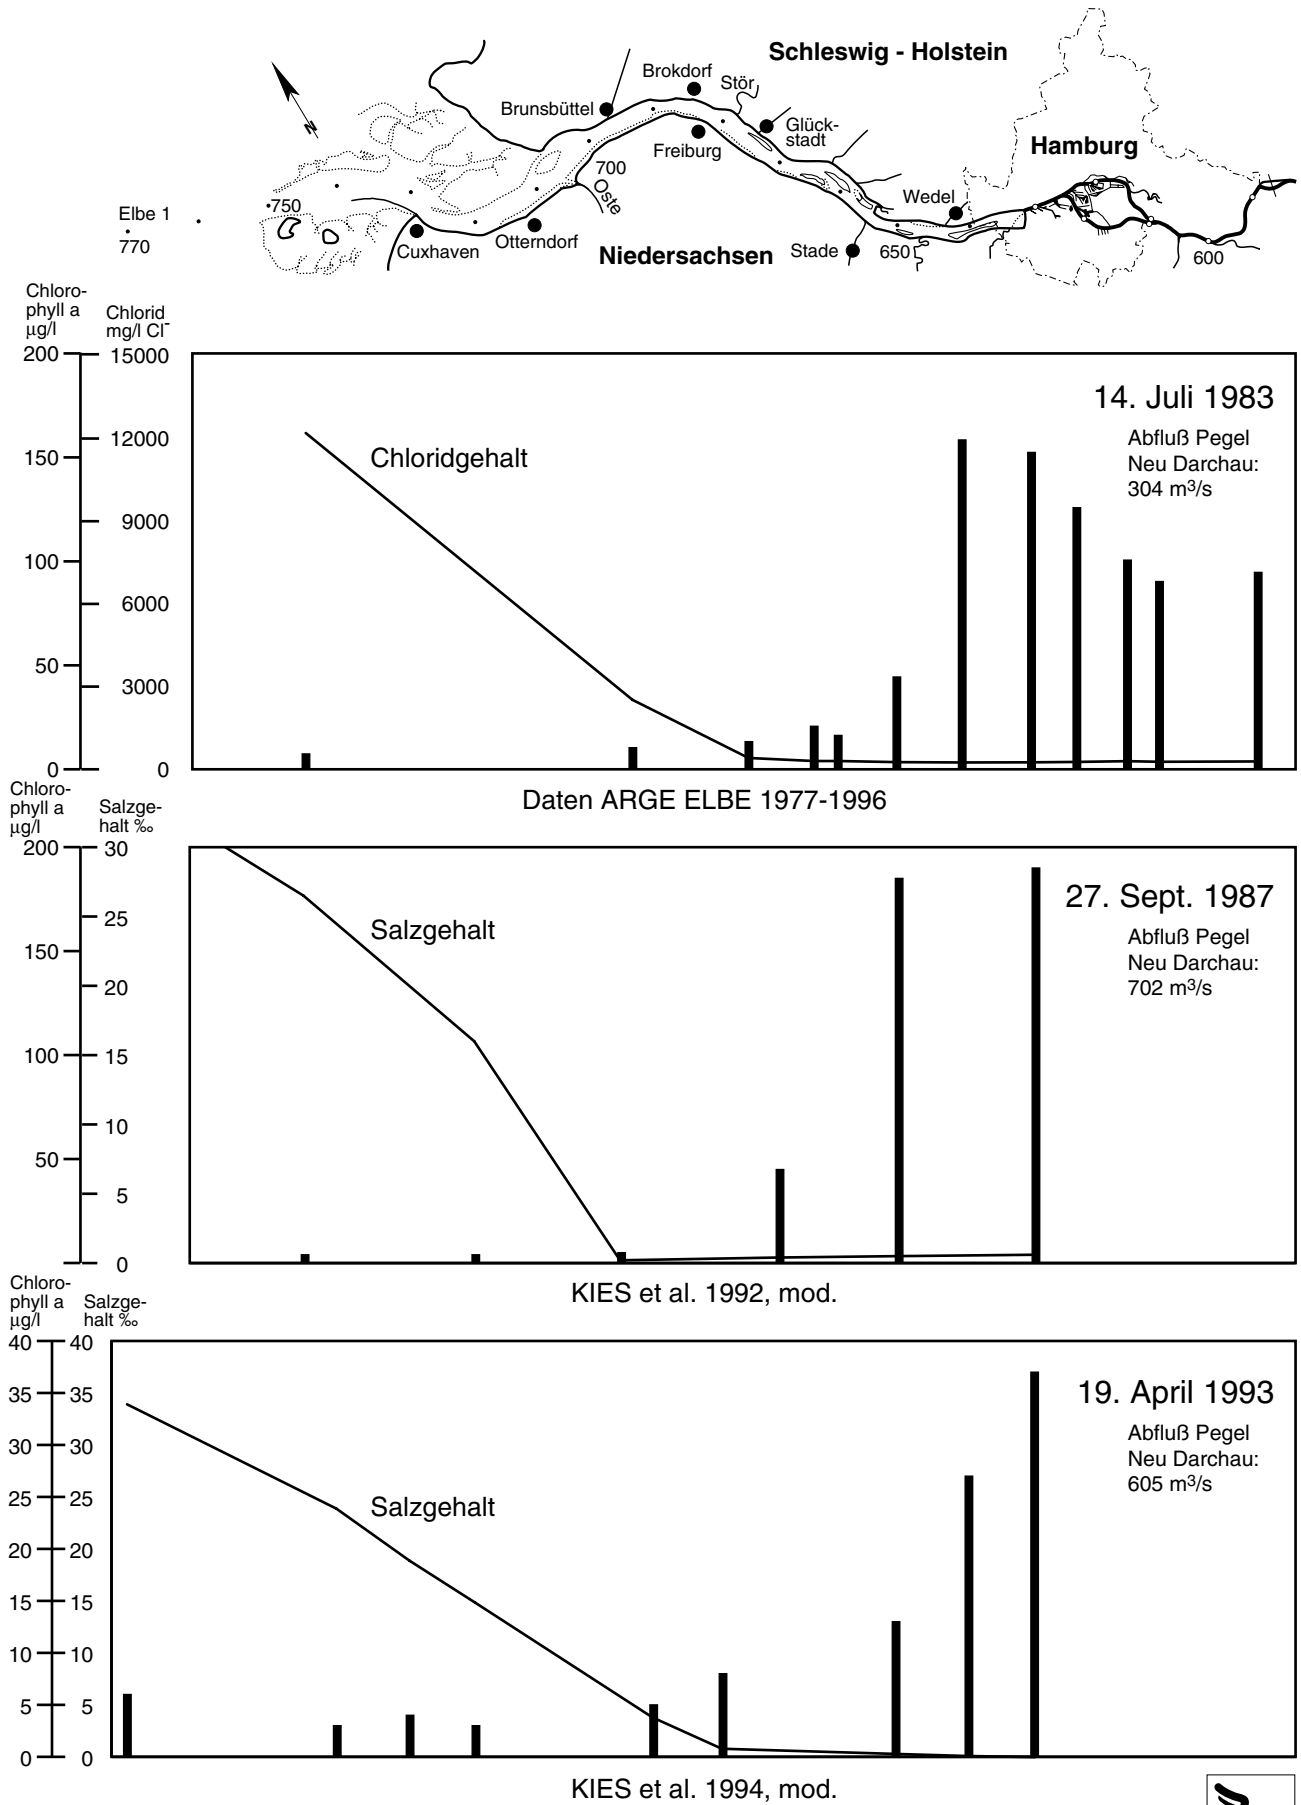 Schleswig - Holstein
Brokdorf
Stör
Brunsbüttel
Glück-
stadt
N
Freiburg
Hamburg
700
Oste
Wedel
750
Elbe 1
770
Cuxhaven
Otterndorf
Niedersachsen
Stade
650
600
Chloro-
phyll a
µg/l
Chlorid
mg/l Cl⁻
200
15000
14. Juli 1983
12000
Abfluß Pegel
Neu Darchau:
304 m³/s
150
Chloridgehalt
9000
100
6000
50
3000
0
0
Daten ARGE ELBE 1977-1996
Chloro-
phyll a
µg/l
Salzge-
halt ‰
200
30
27. Sept. 1987
25
Salzgehalt
Abfluß Pegel
Neu Darchau:
702 m³/s
150
20
100
15
10
50
5
0
KIES et al. 1992, mod.
Chloro-
phyll a
µg/l
Salzge-
halt ‰
40
40
35
35
19. April 1993
Abfluß Pegel
Neu Darchau:
605 m³/s
30
30
25
25
Salzgehalt
20
20
15
15
10
10
5
5
0
0
KIES et al. 1994, mod.